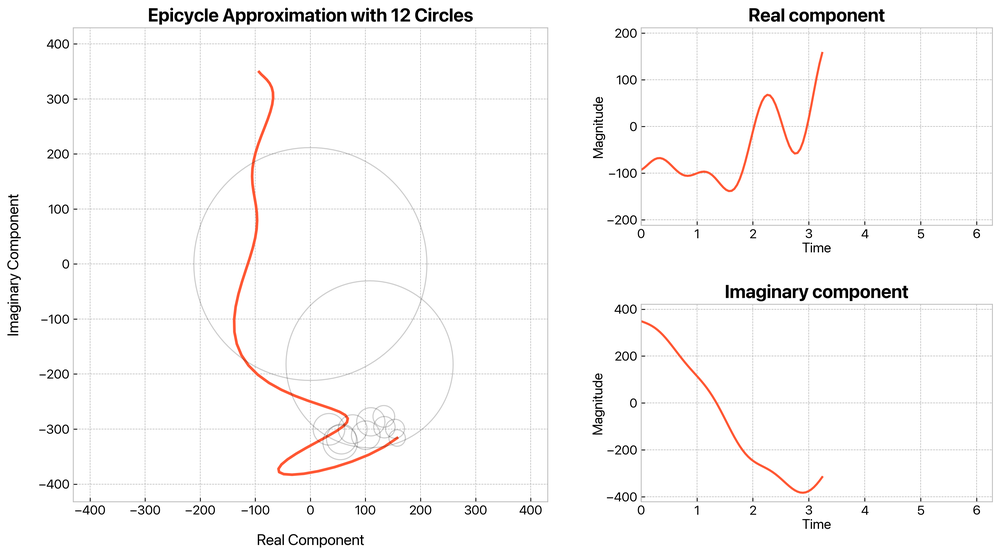 Epicycle Approximation with 12 Circles
400
300
200
100
0
−100
−200
−300
−400
Imaginary Component
−400 −300 −200 −100 0 100 200 300 400
Real Component
Real component
200
100
0
−100
−200
Magnitude
0 1 2 3 4 5 6
Time
Imaginary component
400
200
0
−200
−400
Magnitude
0 1 2 3 4 5 6
Time